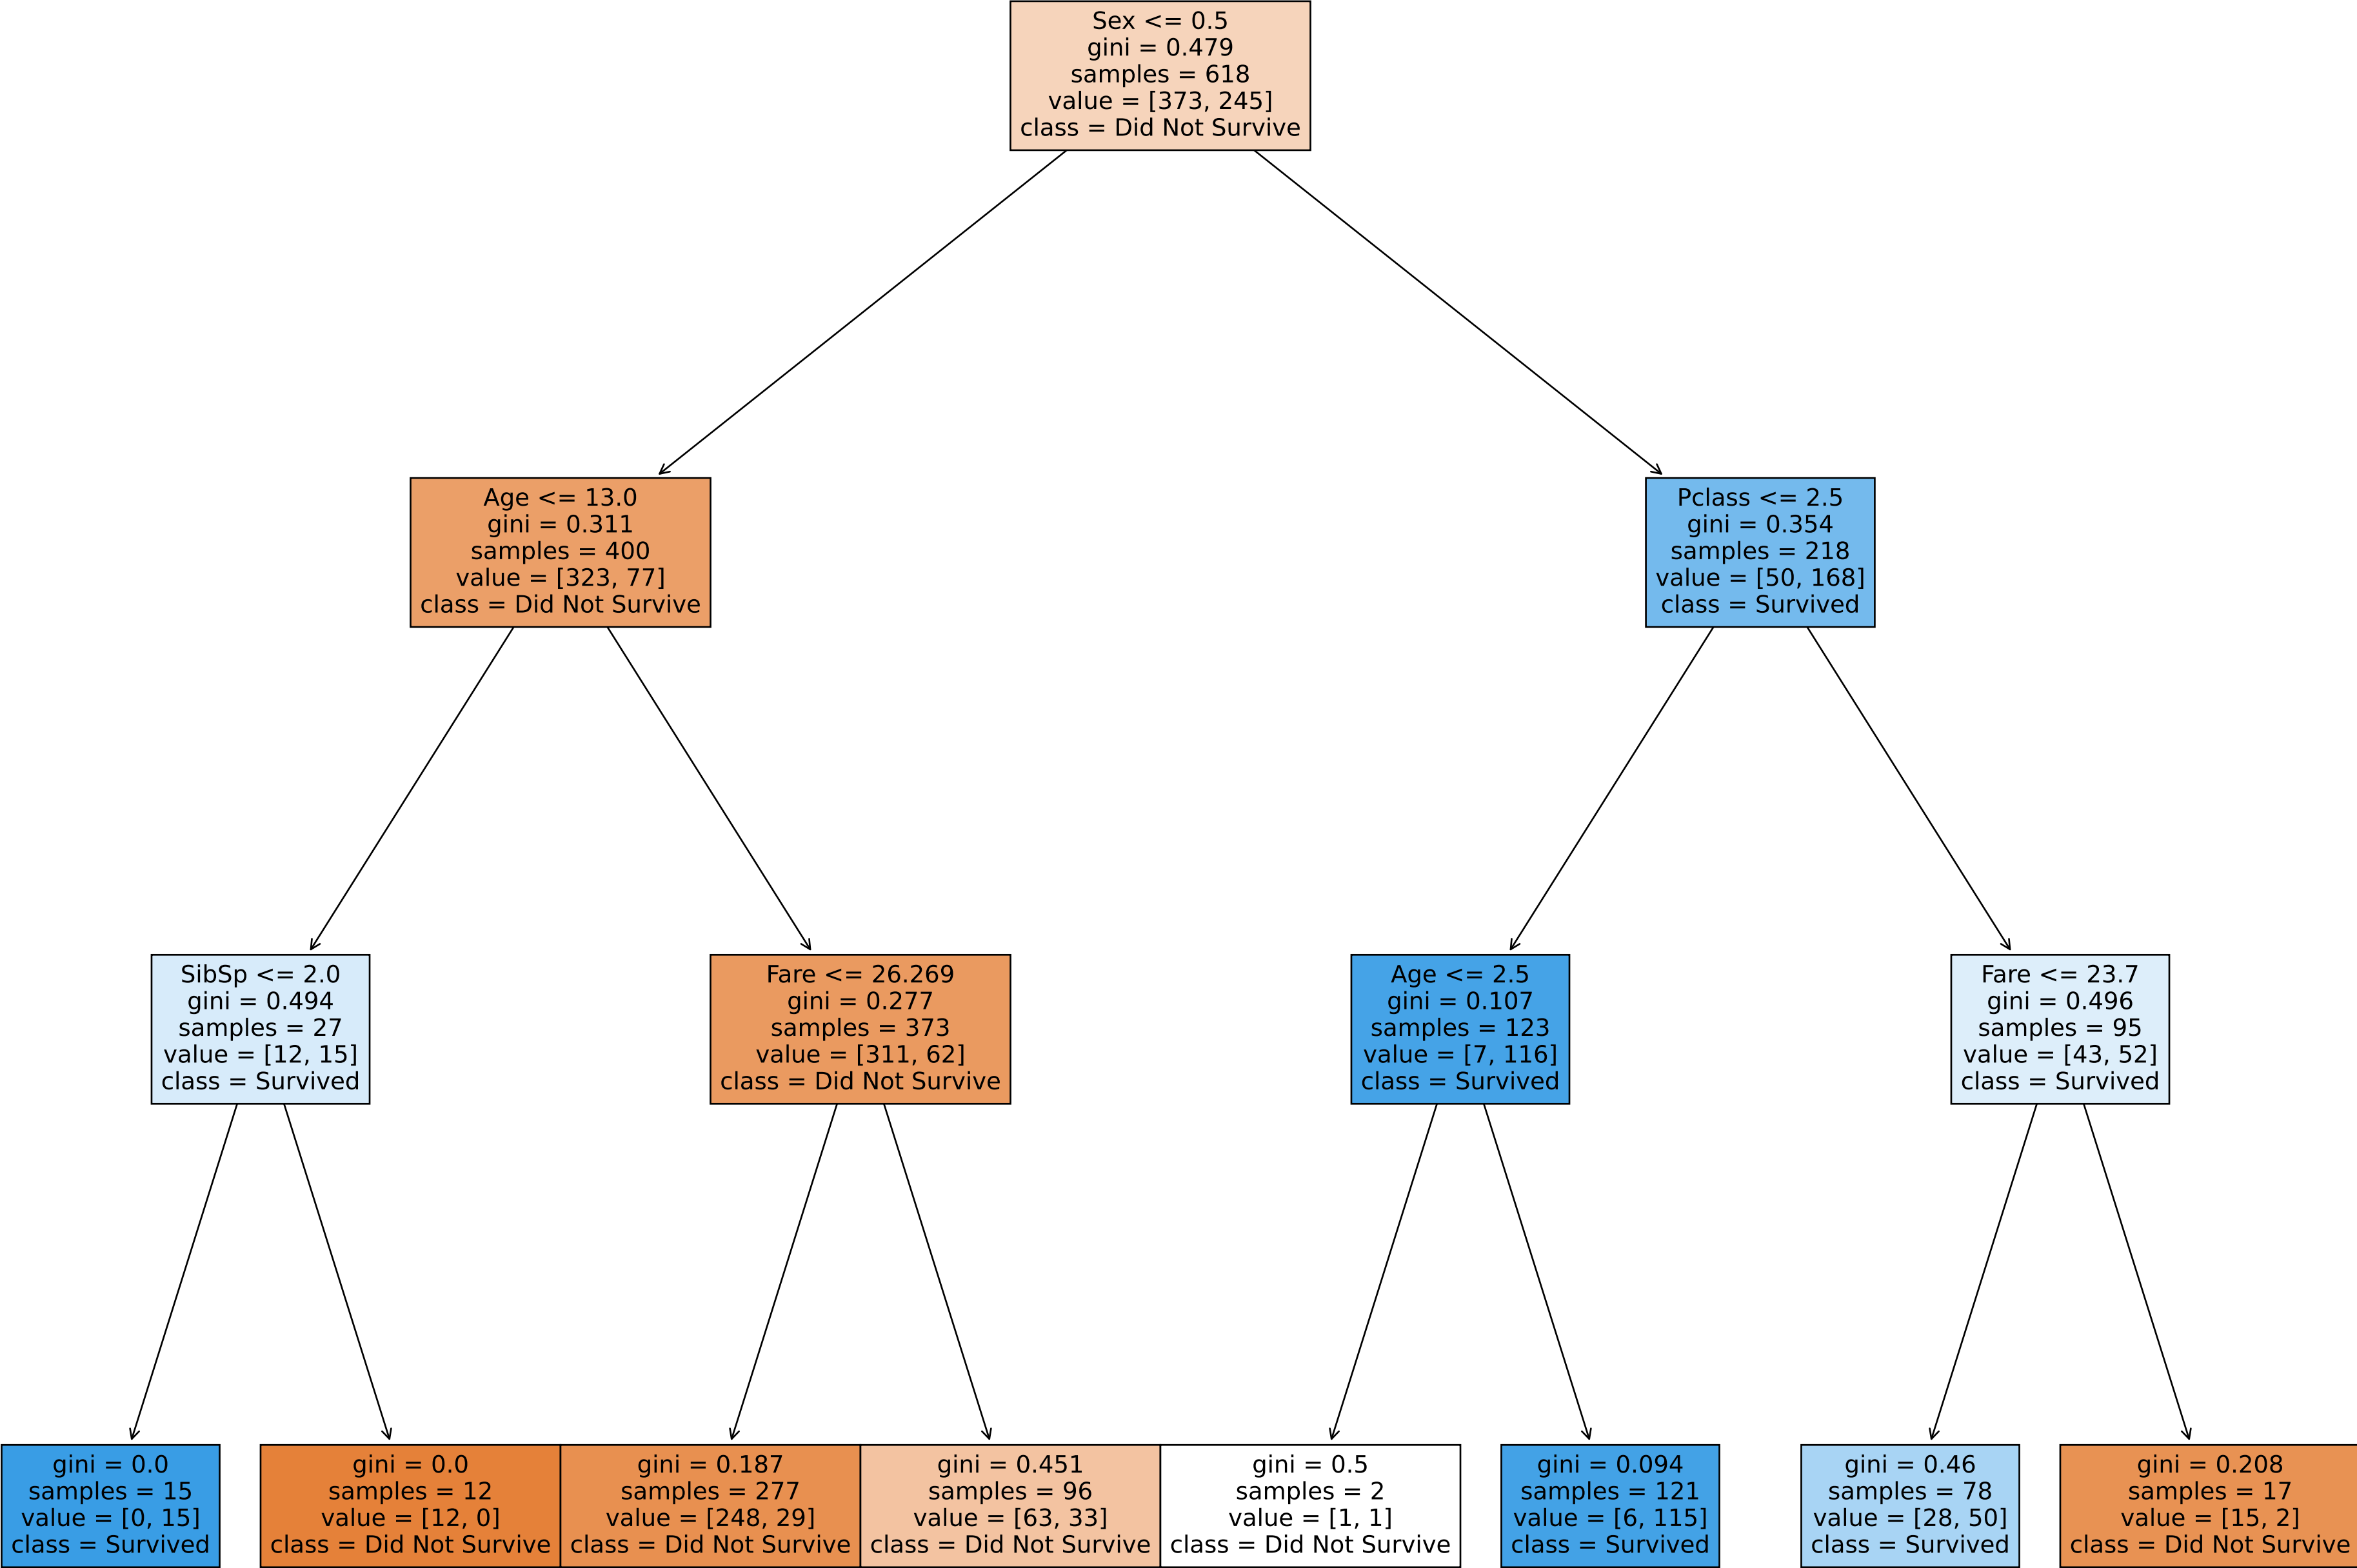 Sex <= 0.5
gini = 0.479
samples = 618
value = [373, 245]
class = Did Not Survive
Age <= 13.0
gini = 0.311
samples = 400
value = [323, 77]
class = Did Not Survive
Pclass <= 2.5
gini = 0.354
samples = 218
value = [50, 168]
class = Survived
SibSp <= 2.0
gini = 0.494
samples = 27
value = [12, 15]
class = Survived
Fare <= 26.269
gini = 0.277
samples = 373
value = [311, 62]
class = Did Not Survive
Age <= 2.5
gini = 0.107
samples = 123
value = [7, 116]
class = Survived
Fare <= 23.7
gini = 0.496
samples = 95
value = [43, 52]
class = Survived
gini = 0.0
samples = 15
value = [0, 15]
class = Survived
gini = 0.0
samples = 12
value = [12, 0]
class = Did Not Survive
gini = 0.187
samples = 277
value = [248, 29]
class = Did Not Survive
gini = 0.451
samples = 96
value = [63, 33]
class = Did Not Survive
gini = 0.5
samples = 2
value = [1, 1]
class = Did Not Survive
gini = 0.094
samples = 121
value = [6, 115]
class = Survived
gini = 0.46
samples = 78
value = [28, 50]
class = Survived
gini = 0.208
samples = 17
value = [15, 2]
class = Did Not Survive